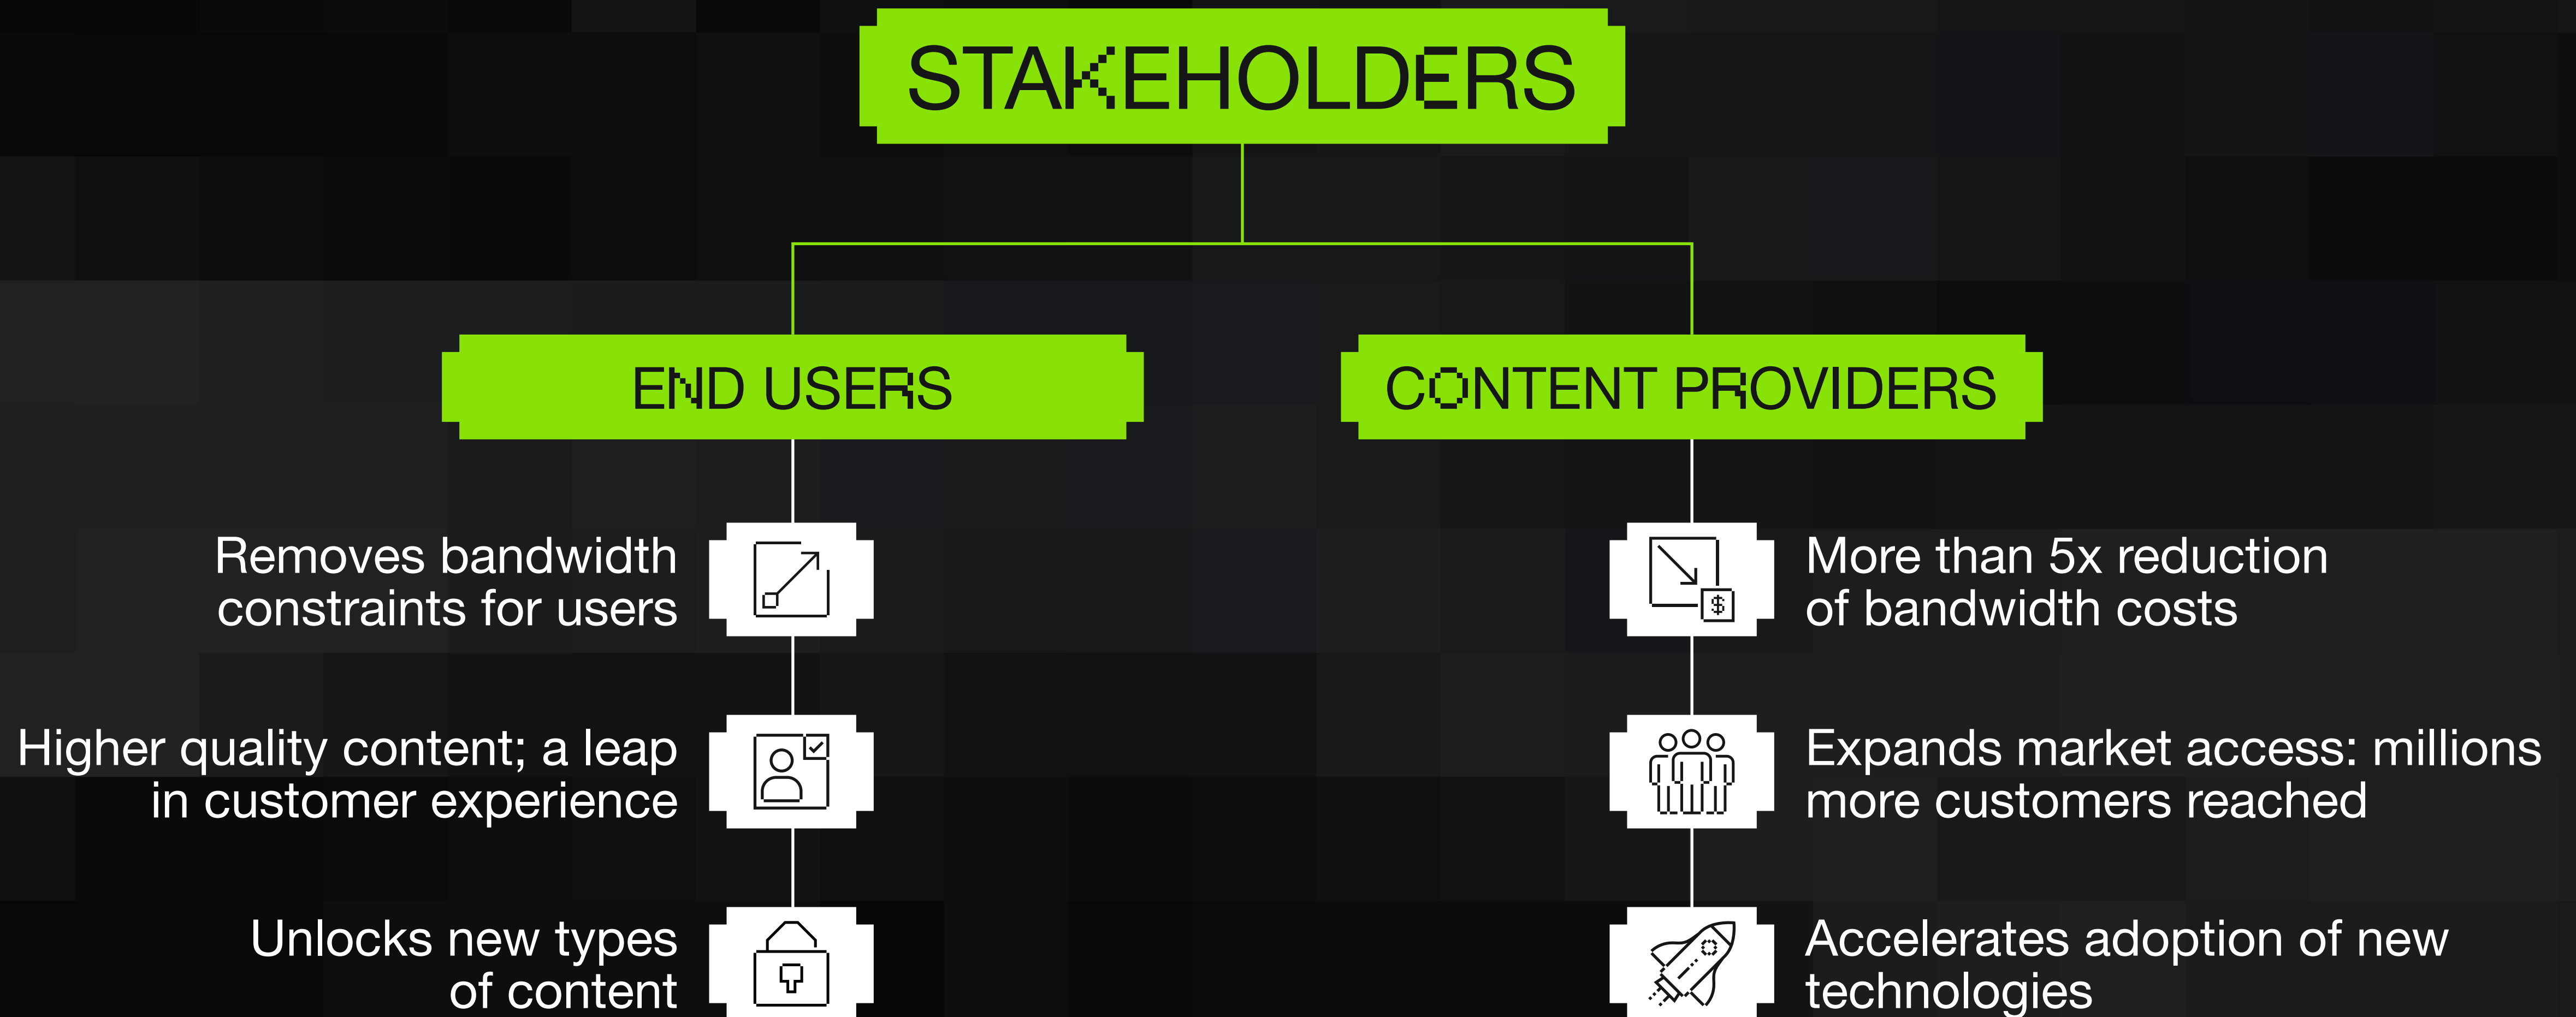 STAKEHOLDERS
END USERS
Removes bandwidth
constraints for users
Higher quality content; a leap
in customer experience
Unlocks new types
of content
CONTENT PROVIDERS
$
More than 5x reduction
of bandwidth costs
Expands market access: millions
more customers reached
Accelerates adoption of new
technologies